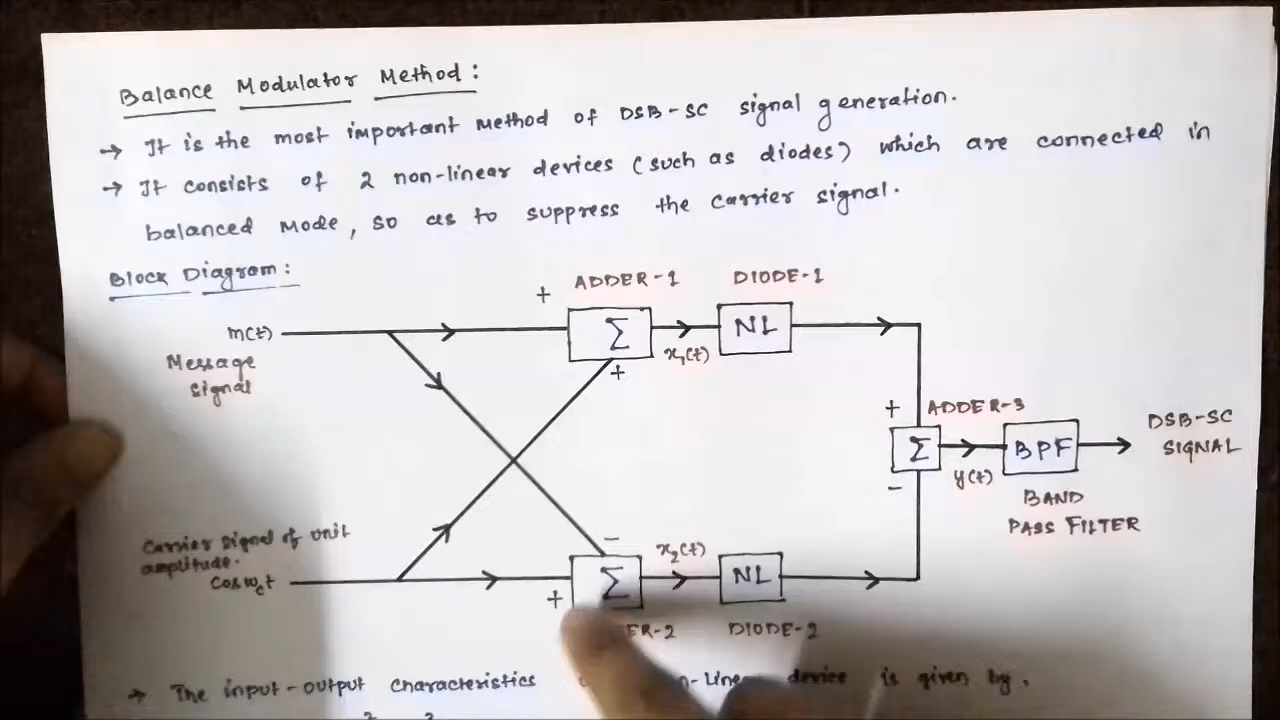 Balance Modulator Method:
→ It is the most important method of DSB-SC signal generation.
→ It consists of 2 non-linear devices (such as diodes) which are connected in
balanced mode, so as to suppress the carrier signal.
Block Diagram:
ADDER-1 DIODE-1
+
m(t) Σ NL
Message
signal
x₁(t)
+
+ ADDER-3
DSB-SC
SIGNAL
Σ BPF
y(t)
-
BAND
PASS FILTER
Carrier signal of unit
amplitude.
cosω_ct
-
x₂(t)
Σ NL
+
ER-2 DIODE-2
→ The input-output characteristics device is given by.